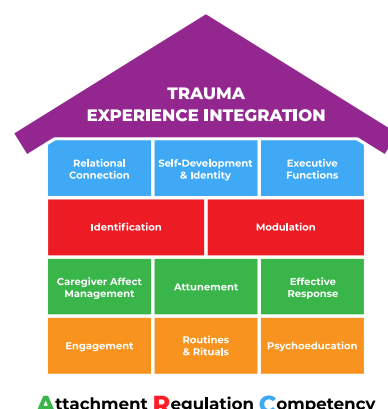 TRAUMA
EXPERIENCE INTEGRATION
Relational
Connection
Self-Development
& Identity
Executive
Functions
Identification
Modulation
Caregiver Affect
Management
Attunement
Effective
Response
Engagement
Routines
& Rituals
Psychoeducation
Attachment Regulation Competency